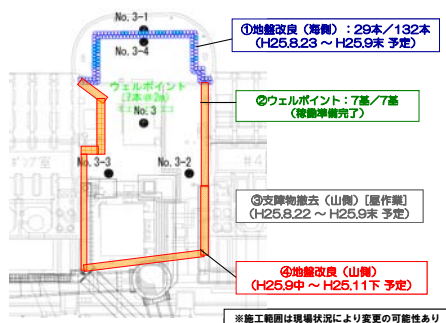 No. 3-1
①地盤改良（海側）：29本／132本
（H25.8.23 ～ H25.9末 予定）
No. 3-4
ウェルポイント
②ウェルポイント：7基／7基
（稼働準備完了）
No. 3
No. 3-3
No. 3-2
#4
③支障物撤去（山側）［昼作業］
（H25.8.22 ～ H25.9末 予定）
④地盤改良（山側）
（H25.9中 ～ H25.11下 予定）
※施工範囲は現場状況により変更の可能性あり